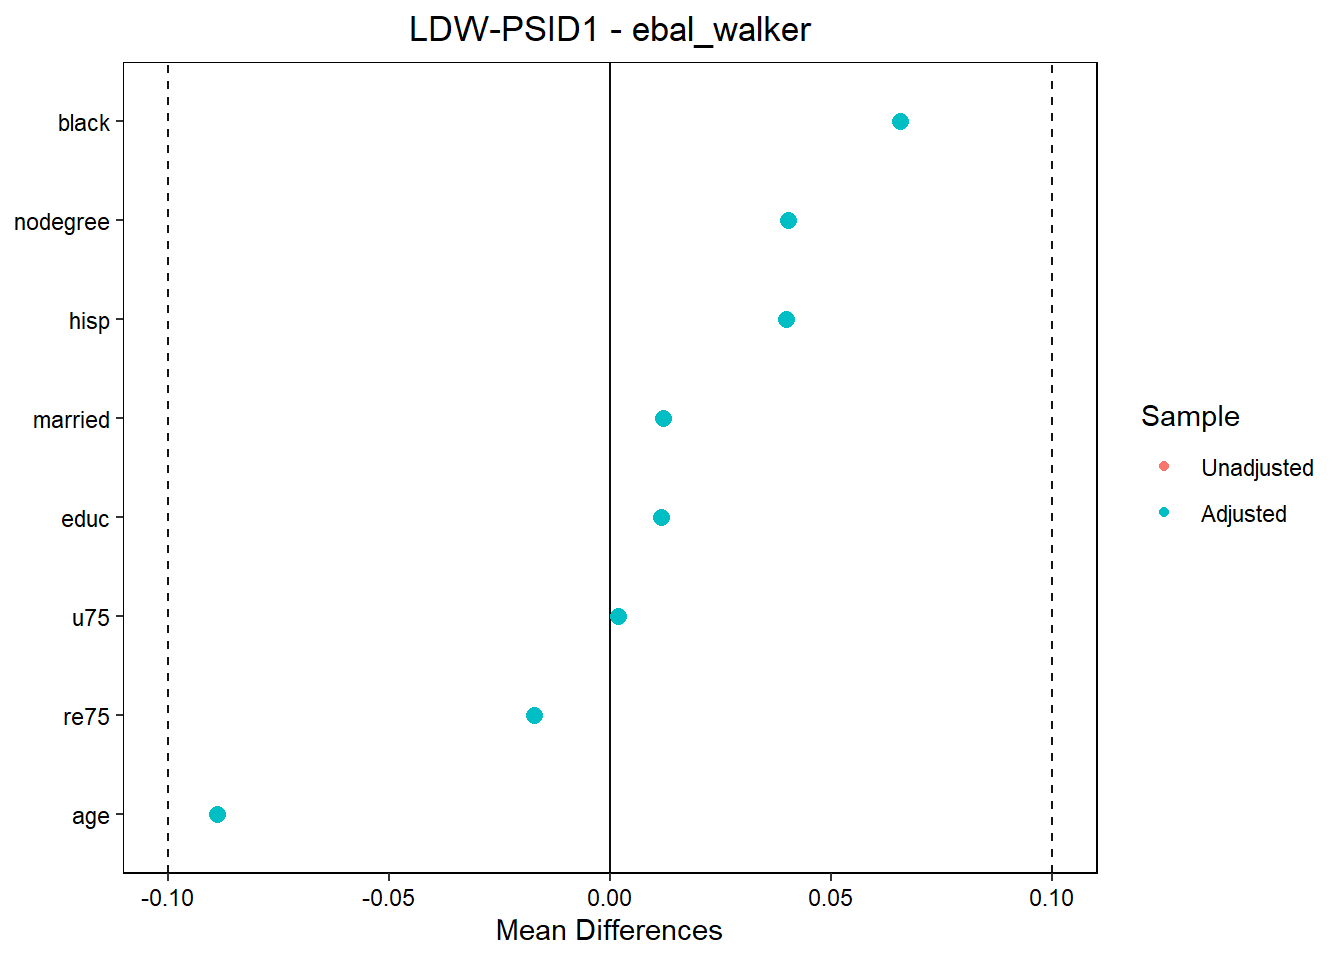 LDW-PSID1 - ebal_walker
black
nodegree
hisp
married
educ
u75
re75
age
-0.10
-0.05
0.00
0.05
0.10
Mean Differences
Sample
Unadjusted
Adjusted